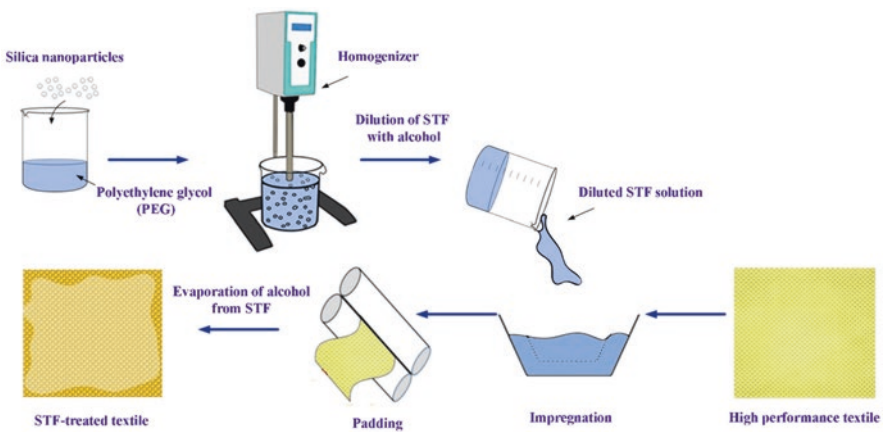 Silica nanoparticles
Homogenizer
Polyethylene glycol
(PEG)
Dilution of STF
with alcohol
Diluted STF solution
Evaporation of alcohol
from STF
STF-treated textile
Padding
Impregnation
High performance textile